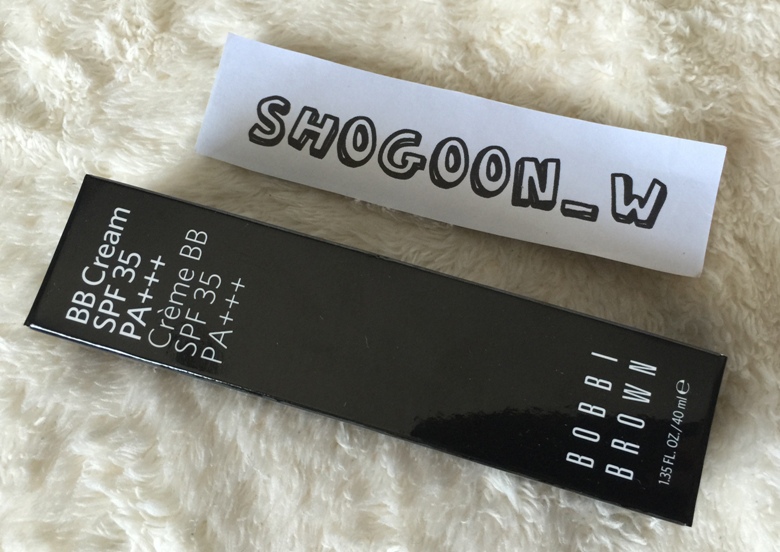 SHOGOON_W
BB Cream
SPF 35
PA+++
Crème BB
SPF 35
PA+++
BOBBI
BROWN
1.35 FL. OZ./40 ml ℮